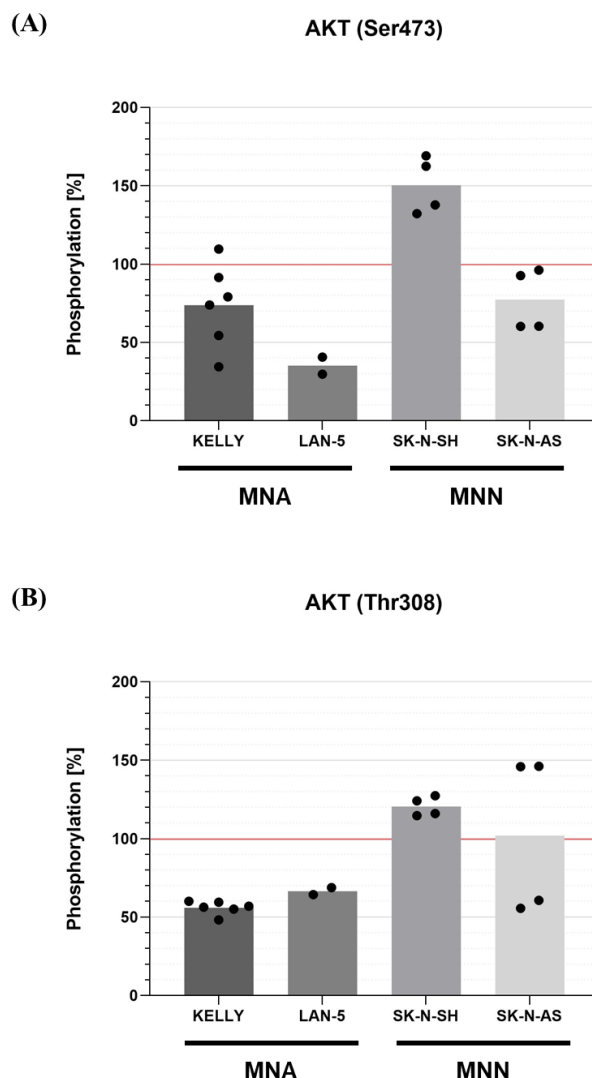 (A)
AKT (Ser473)
Phosphorylation [%]
200
150
100
50
0
KELLY LAN-5 SK-N-SH SK-N-AS
MNA MNN
(B)
AKT (Thr308)
Phosphorylation [%]
200
150
100
50
0
KELLY LAN-5 SK-N-SH SK-N-AS
MNA MNN